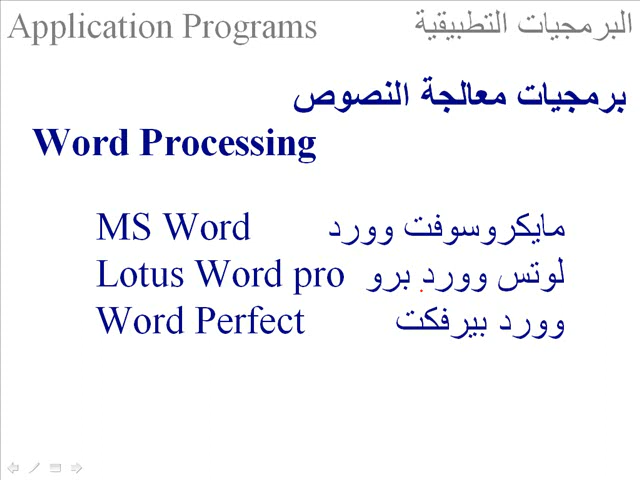 Application Programs البرمجيات التطبيقية
برمجيات معالجة النصوص
Word Processing
MS Word مايكروسوفت وورد
Lotus Word pro لوتس وورد برو
Word Perfect وورد بيرفكت